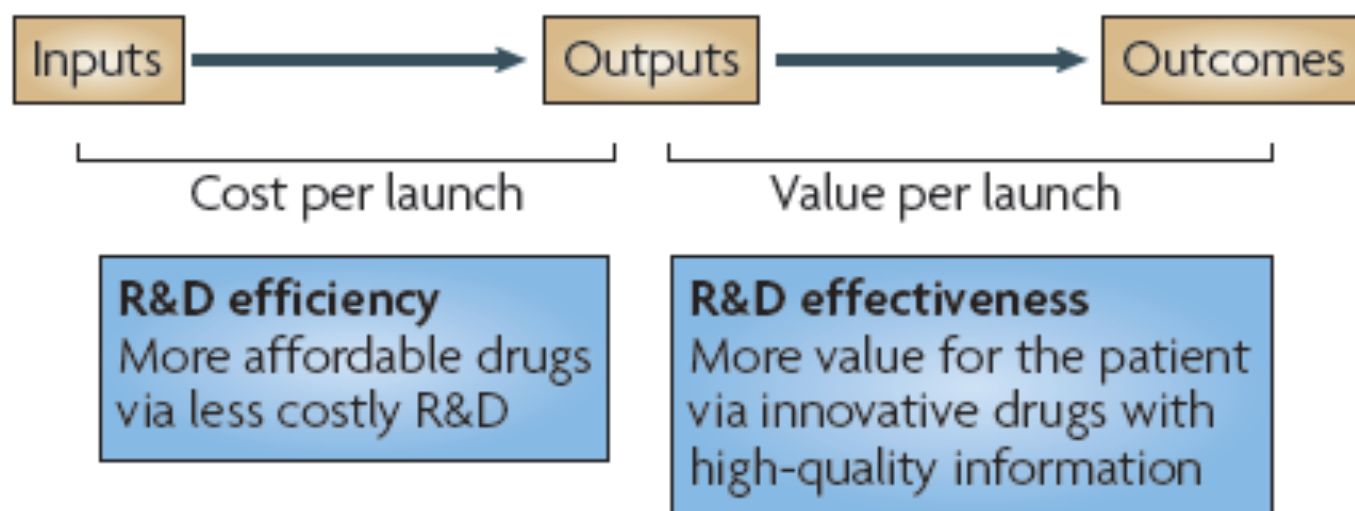 Inputs
Outputs
Outcomes
Cost per launch
Value per launch
R&D efficiency
More affordable drugs
via less costly R&D
R&D effectiveness
More value for the patient
via innovative drugs with
high-quality information